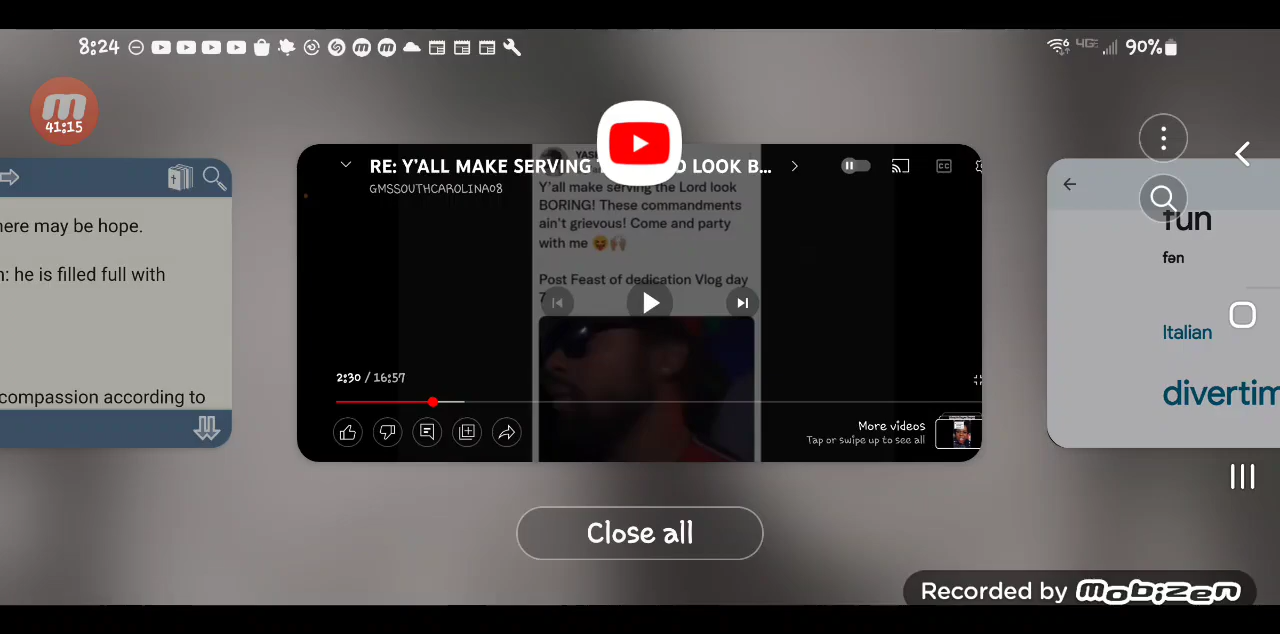 8:24
4GE
90%
41:15
here may be hope.
n: he is filled full with
compassion according to
RE: Y'ALL MAKE SERVING LOOK B...
GMSSOUTHCAROLINA08
CC
Y'all make serving the Lord look
BORING! These commandments
ain't grievous! Come and party
with me 😝🙌
Post Feast of dedication Vlog day
7
2:30 / 16:57
More videos
Tap or swipe up to see all
fun
fən
Italian
divertim
Close all
Recorded by mobizen